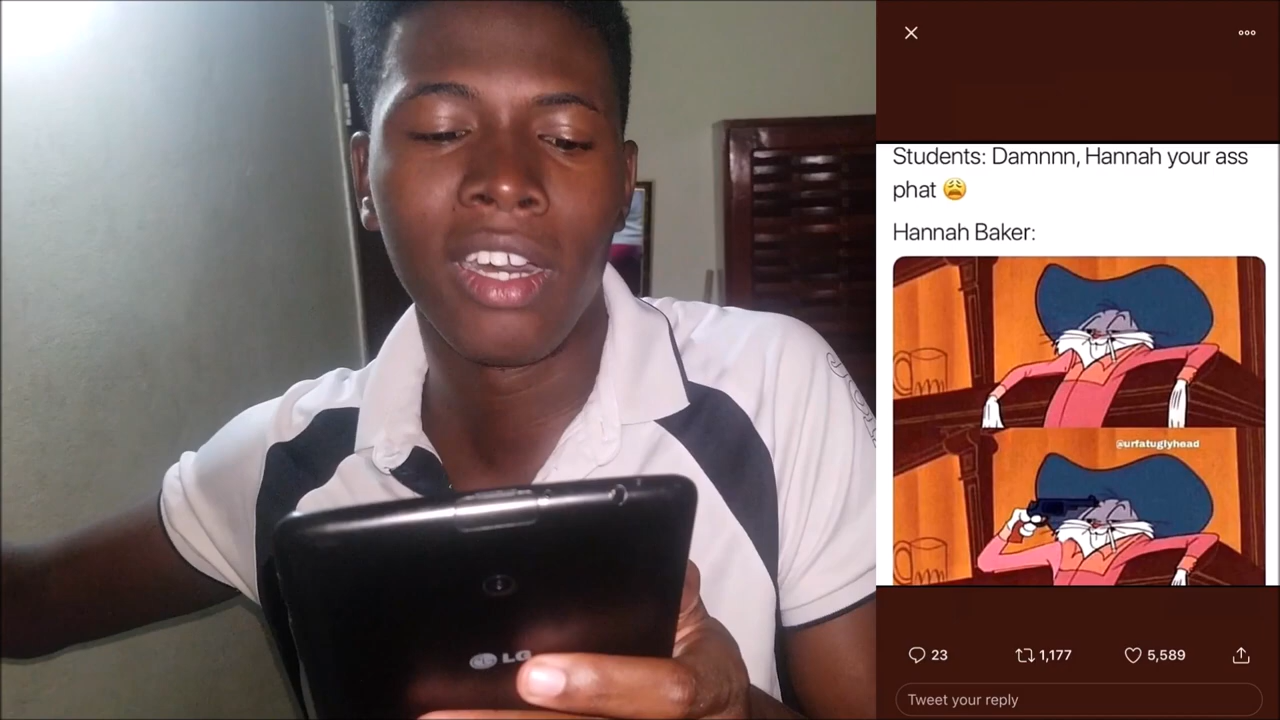 Students: Damnnn, Hannah your ass
phat 😩
Hannah Baker:
@urfatuglyhead
23
1,177
5,589
Tweet your reply
LG